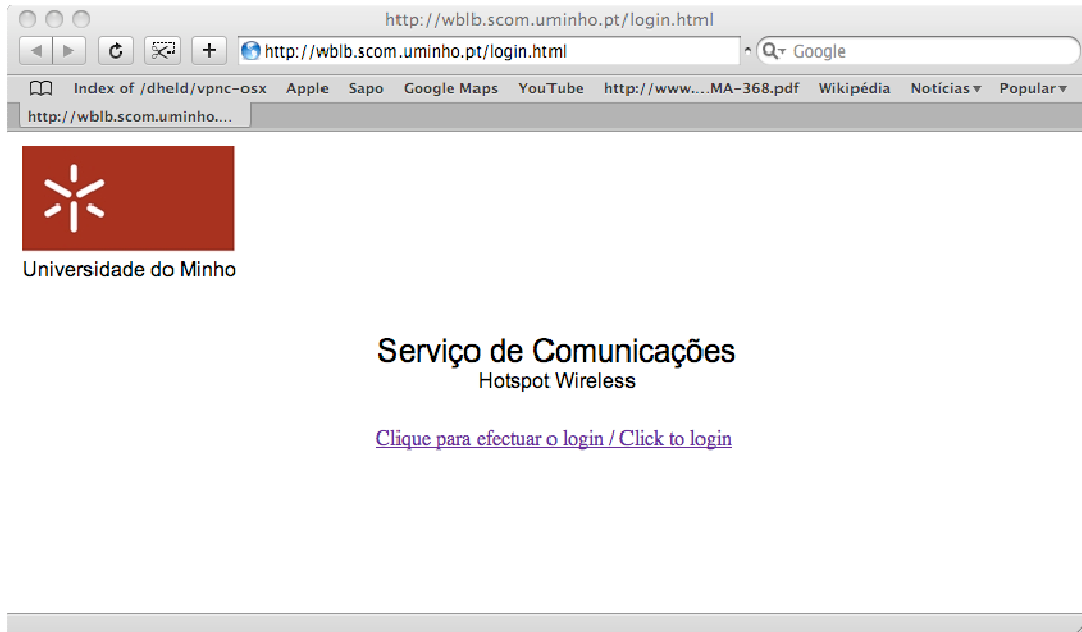 http://wblb.scom.uminho.pt/login.html
http://wblb.scom.uminho.pt/login.html Google
Index of /dheld/vpnc-osx Apple Sapo Google Maps YouTube http://www....MA-368.pdf Wikipédia Notícias Popular
http://wblb.scom.uminho....
Universidade do Minho
Serviço de Comunicações
Hotspot Wireless
Clique para efectuar o login / Click to login